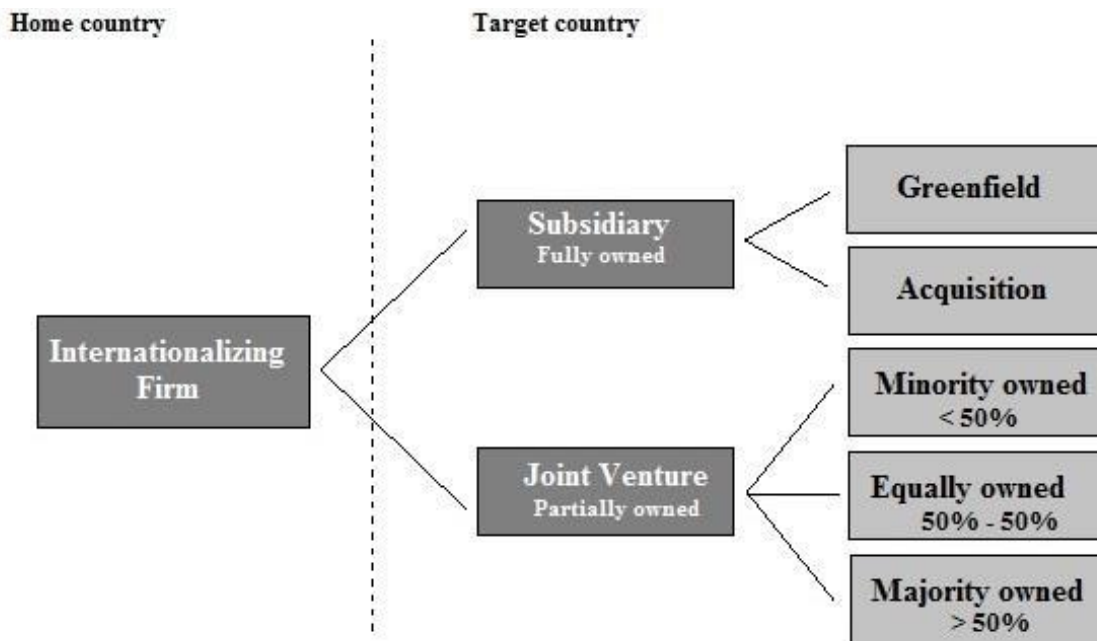 Home country
Target country
Internationalizing
Firm
Subsidiary
Fully owned
Greenfield
Acquisition
Joint Venture
Partially owned
Minority owned
< 50%
Equally owned
50% - 50%
Majority owned
> 50%